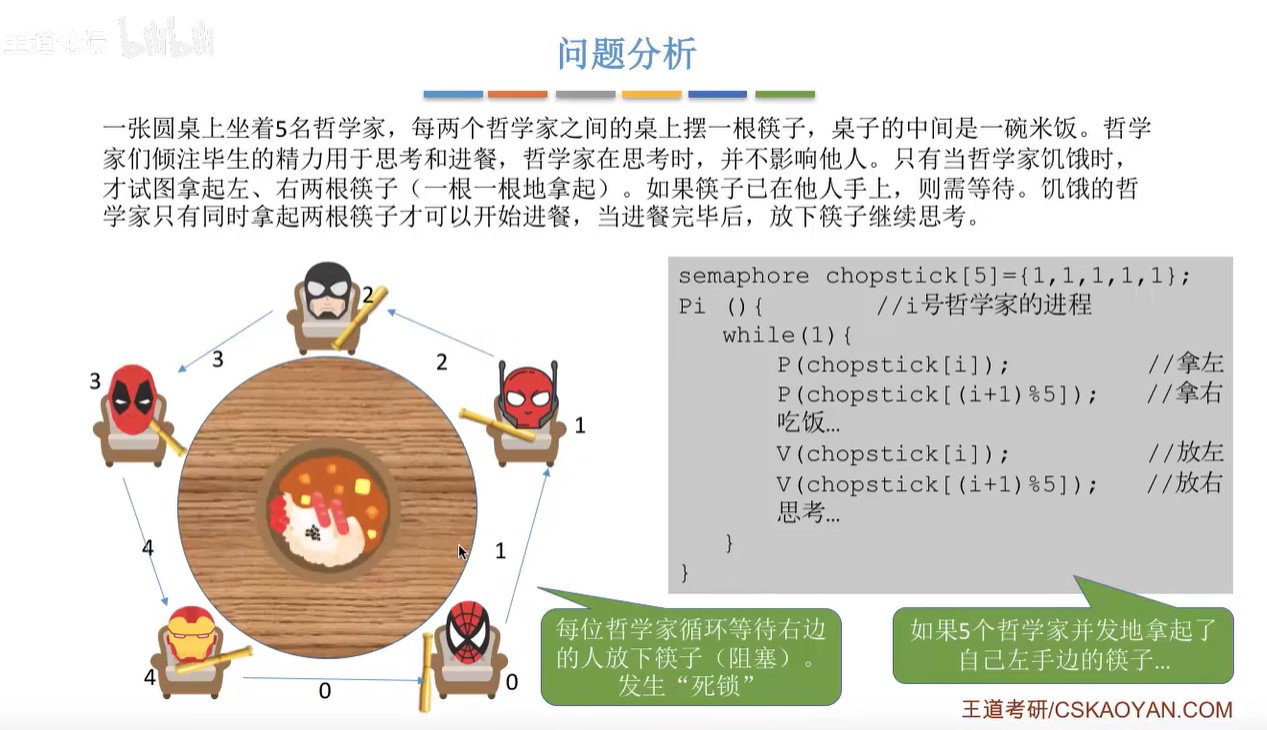 王道论坛 bilibili
问题分析
一张圆桌上坐着5名哲学家，每两个哲学家之间的桌上摆一根筷子，桌子的中间是一碗米饭。哲学
家们倾注毕生的精力用于思考和进餐，哲学家在思考时，并不影响他人。只有当哲学家饥饿时，
才试图拿起左、右两根筷子（一根一根地拿起）。如果筷子已在他人手上，则需等待。饥饿的哲
学家只有同时拿起两根筷子才可以开始进餐，当进餐完毕后，放下筷子继续思考。
2
3
2
3
1
4
1
4
0
0
semaphore chopstick[5]={1,1,1,1,1};
Pi (){ //i号哲学家的进程
while(1){
P(chopstick[i]); //拿左
P(chopstick[(i+1)%5]); //拿右
吃饭…
V(chopstick[i]); //放左
V(chopstick[(i+1)%5]); //放右
思考…
}
}
每位哲学家循环等待右边
的人放下筷子（阻塞）。
发生“死锁”
如果5个哲学家并发地拿起了
自己左手边的筷子…
王道考研/CSKAOYAN.COM